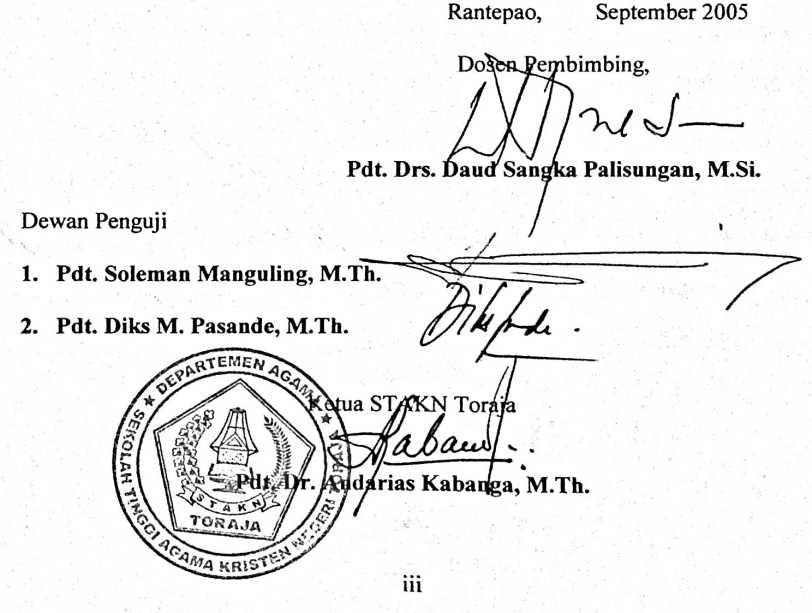 Rantepao, September 2005
Dosen Pembimbing,
Pdt. Drs. Daud Sangka Palisungan, M.Si.
Dewan Penguji
1. Pdt. Soleman Manguling, M.Th.
2. Pdt. Diks M. Pasande, M.Th.
Ketua STAKN Toraja
Pdt. Dr. Andarias Kabanga, M.Th.
DEPARTEMEN AGAMA
SEKOLAH TINGGI AGAMA KRISTEN NEGERI TORAJA
STAKN
TORAJA
iii